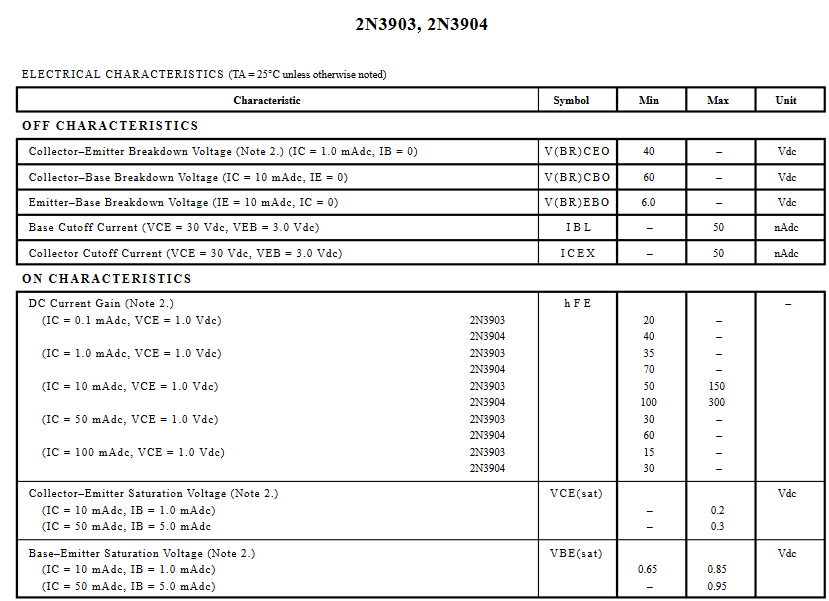 2N3903, 2N3904
ELECTRICAL CHARACTERISTICS (TA = 25°C unless otherwise noted)
Characteristic Symbol Min Max Unit
OFF CHARACTERISTICS
Collector–Emitter Breakdown Voltage (Note 2.) (IC = 1.0 mAdc, IB = 0) V(BR)CEO 40 – Vdc
Collector–Base Breakdown Voltage (IC = 10 mAdc, IE = 0) V(BR)CBO 60 – Vdc
Emitter–Base Breakdown Voltage (IE = 10 mAdc, IC = 0) V(BR)EBO 6.0 – Vdc
Base Cutoff Current (VCE = 30 Vdc, VEB = 3.0 Vdc) IBL – 50 nAdc
Collector Cutoff Current (VCE = 30 Vdc, VEB = 3.0 Vdc) ICEX – 50 nAdc
ON CHARACTERISTICS
DC Current Gain (Note 2.) hFE –
(IC = 0.1 mAdc, VCE = 1.0 Vdc) 2N3903 20 –
2N3904 40 –
(IC = 1.0 mAdc, VCE = 1.0 Vdc) 2N3903 35 –
2N3904 70 –
(IC = 10 mAdc, VCE = 1.0 Vdc) 2N3903 50 150
2N3904 100 300
(IC = 50 mAdc, VCE = 1.0 Vdc) 2N3903 30 –
2N3904 60 –
(IC = 100 mAdc, VCE = 1.0 Vdc) 2N3903 15 –
2N3904 30 –
Collector–Emitter Saturation Voltage (Note 2.) VCE(sat) Vdc
(IC = 10 mAdc, IB = 1.0 mAdc) – 0.2
(IC = 50 mAdc, IB = 5.0 mAdc – 0.3
Base–Emitter Saturation Voltage (Note 2.) VBE(sat) Vdc
(IC = 10 mAdc, IB = 1.0 mAdc) 0.65 0.85
(IC = 50 mAdc, IB = 5.0 mAdc) – 0.95